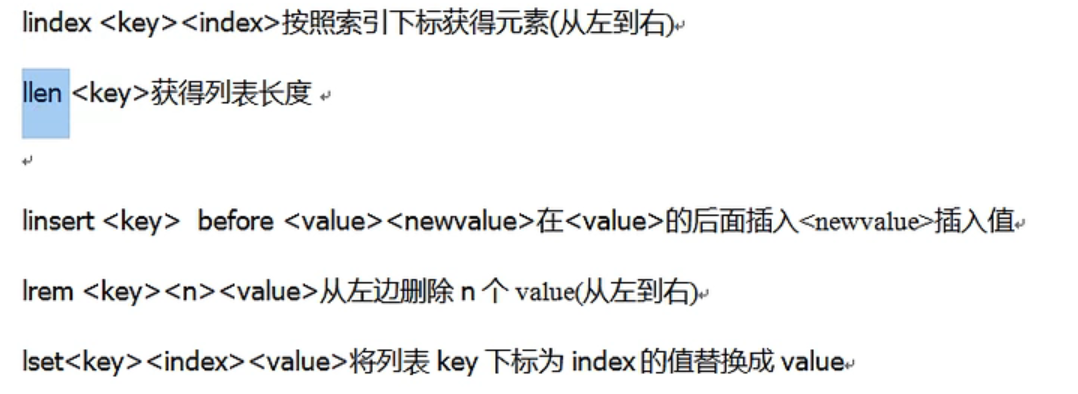 lindex <key><index>按照索引下标获得元素(从左到右)
llen <key>获得列表长度
linsert <key>  before <value><newvalue>在<value>的后面插入<newvalue>插入值
lrem <key><n><value>从左边删除 n 个 value(从左到右)
lset<key><index><value>将列表 key 下标为 index 的值替换成 value